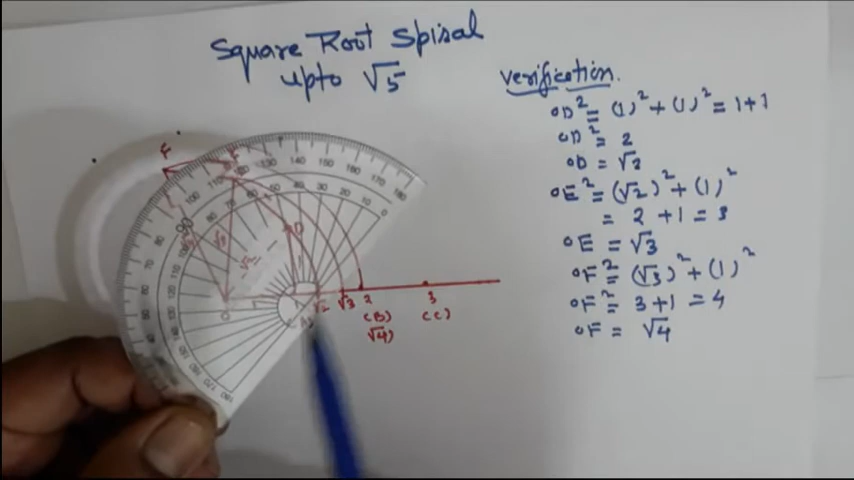 Square Root Spiral
upto √5
verification.
OD² = (1)² + (1)² = 1+1
OD² = 2
OD = √2
OE² = (√2)² + (1)²
= 2 + 1 = 3
OE = √3
OF² = (√3)² + (1)²
OF² = 3+1 = 4
OF = √4
F
E
D
O
√2 √3 2 3
(B) (C)
√4)